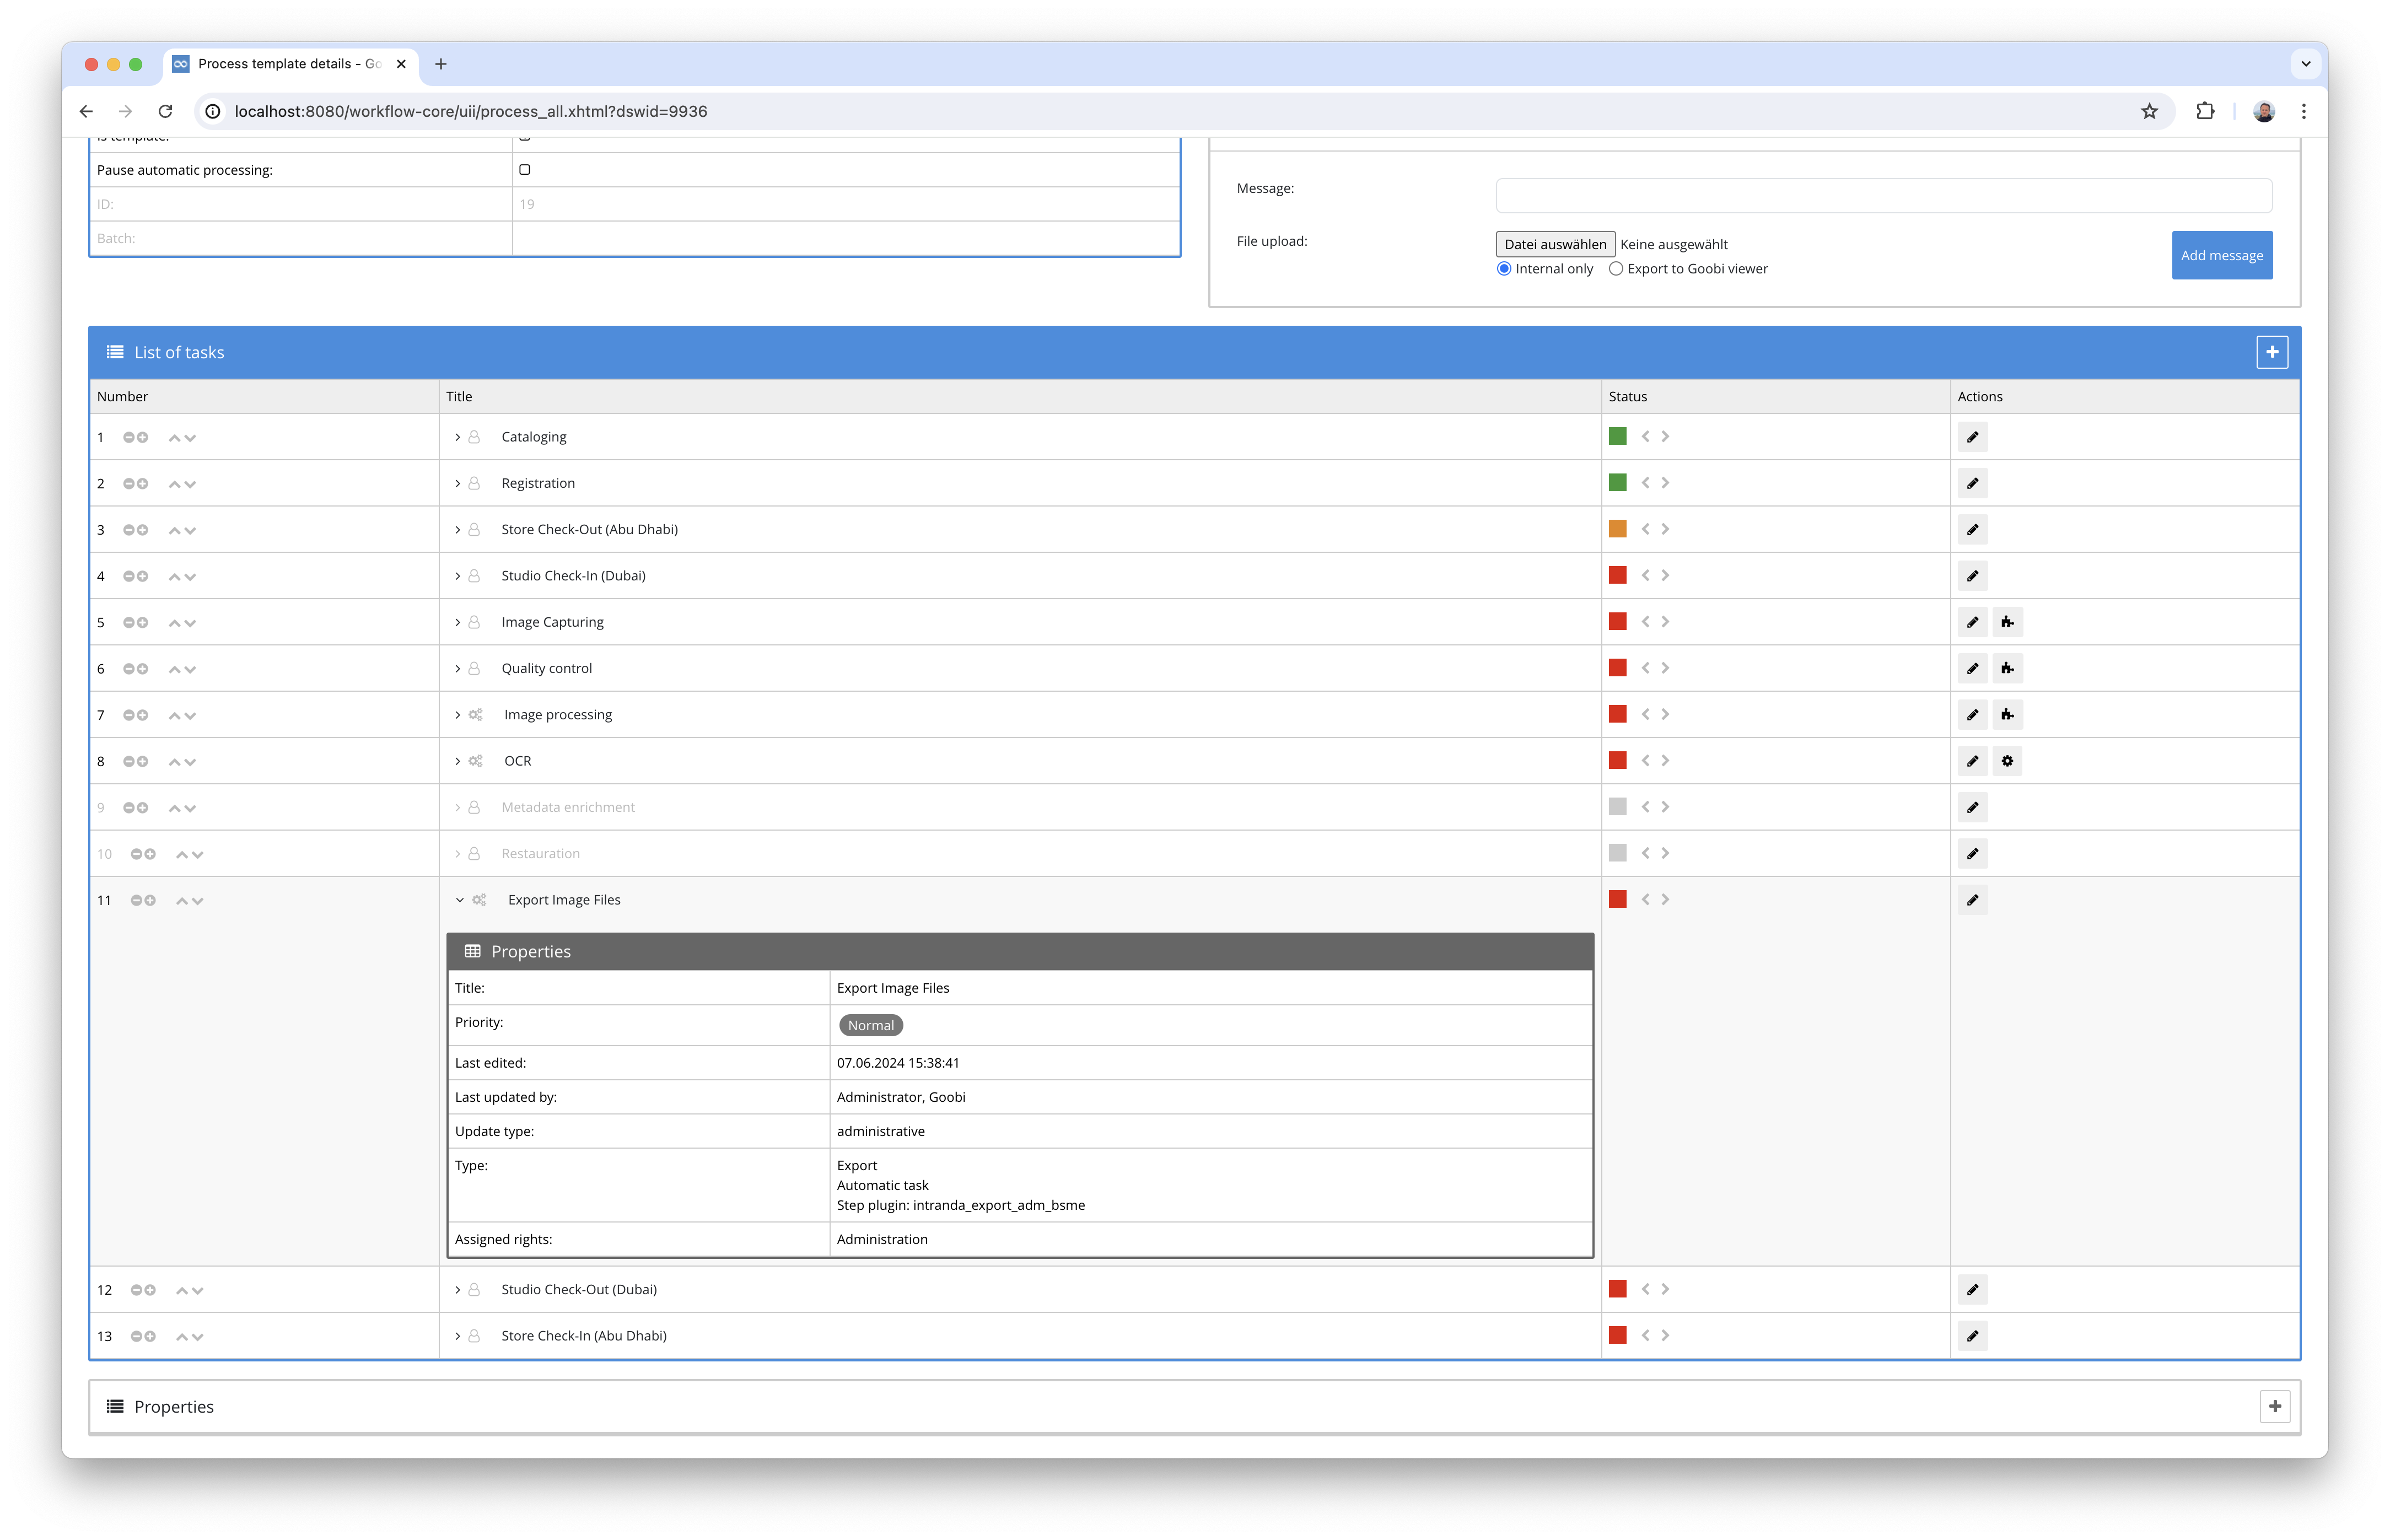 Process template details - Go
localhost:8080/workflow-core/uii/process_all.xhtml?dswid=9936
Is template:
Pause automatic processing:
ID: 19
Batch:
Message:
File upload: Datei auswählen Keine ausgewählt
Internal only Export to Goobi viewer
Add message
List of tasks
Number Title Status Actions
1 Cataloging
2 Registration
3 Store Check-Out (Abu Dhabi)
4 Studio Check-In (Dubai)
5 Image Capturing
6 Quality control
7 Image processing
8 OCR
9 Metadata enrichment
10 Restauration
11 Export Image Files
Properties
Title: Export Image Files
Priority: Normal
Last edited: 07.06.2024 15:38:41
Last updated by: Administrator, Goobi
Update type: administrative
Type: Export
Automatic task
Step plugin: intranda_export_adm_bsme
Assigned rights: Administration
12 Studio Check-Out (Dubai)
13 Store Check-In (Abu Dhabi)
Properties